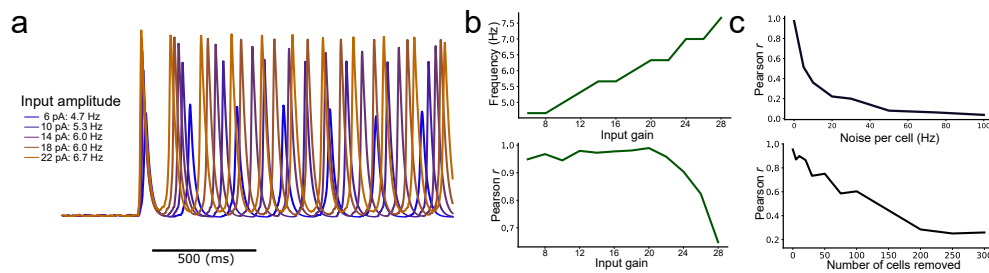 a
Input amplitude
6 pA: 4.7 Hz
10 pA: 5.3 Hz
14 pA: 6.0 Hz
18 pA: 6.0 Hz
22 pA: 6.7 Hz
500 (ms)
b
Frequency (Hz)
7.5
7.0
6.5
6.0
5.5
5.0
8 12 16 20 24 28
Input gain
Pearson r
1.0
0.9
0.8
0.7
8 12 16 20 24 28
Input gain
c
Pearson r
1.0
0.8
0.6
0.4
0.2
0 20 40 60 80 100
Noise per cell (Hz)
Pearson r
1.0
0.8
0.6
0.4
0.2
0 50 100 150 200 250 300
Number of cells removed